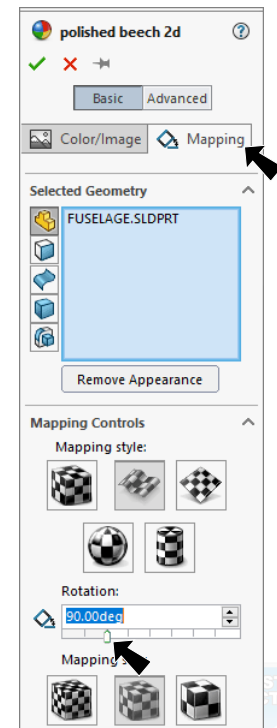 polished beech 2d
Basic Advanced
Color/Image Mapping
Selected Geometry
FUSELAGE.SLDPRT
Remove Appearance
Mapping Controls
Mapping style:
Rotation:
90.00deg
Mapping